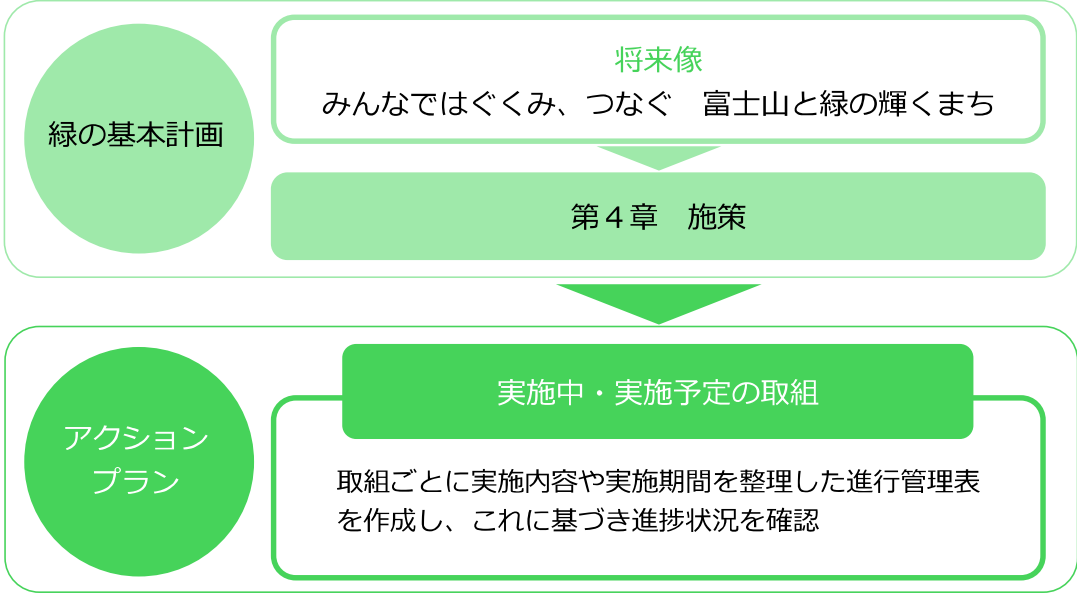 緑の基本計画
将来像
みんなではぐくみ、つなぐ　富士山と緑の輝くまち
第４章　施策
アクション
プラン
実施中・実施予定の取組
取組ごとに実施内容や実施期間を整理した進行管理表
を作成し、これに基づき進捗状況を確認